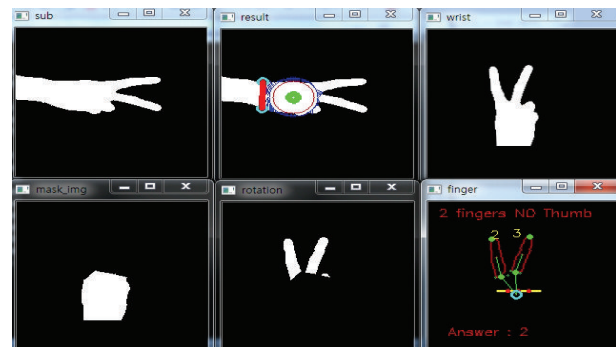 sub
result
wrist
mask_img
rotation
finger
2 fingers NO Thumb
2 3
Answer : 2